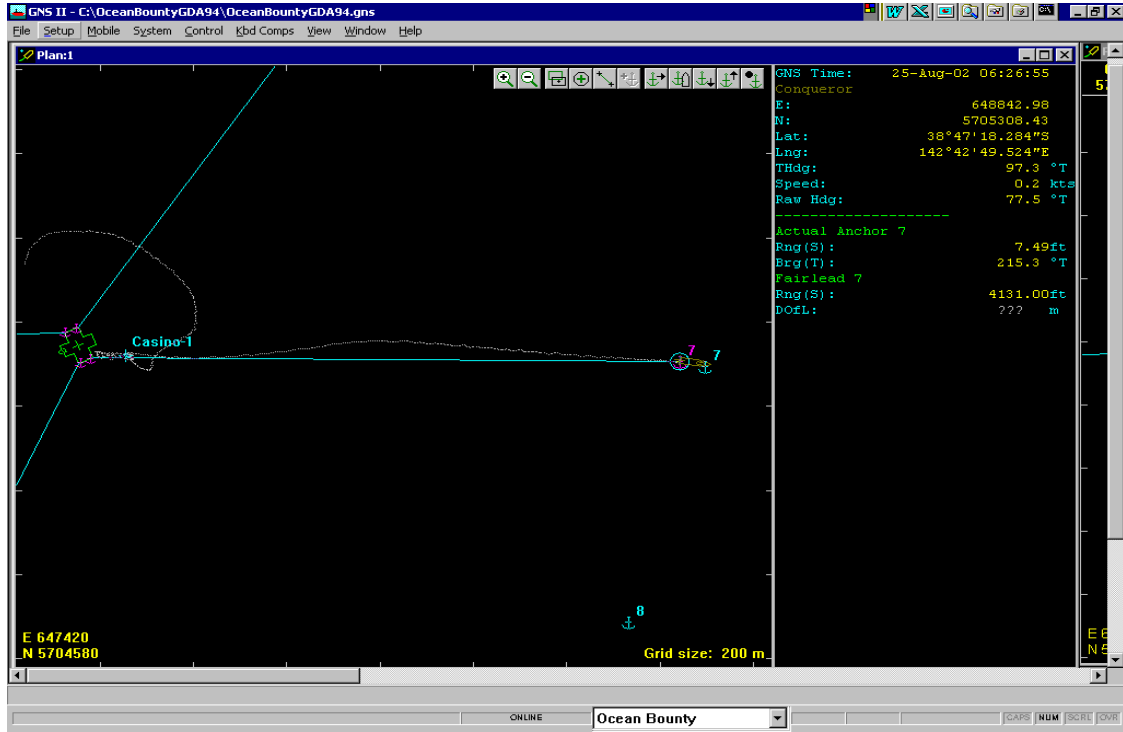 GNS II - C:\OceanBountyGDA94\OceanBountyGDA94.gns
File Setup Mobile System Control Kbd Comps View Window Help
Plan:1
GNS Time: 25-Aug-02 06:26:55
Conqueror
E: 648842.98
N: 5705308.43
Lat: 38°47'18.284"S
Lng: 142°42'49.524"E
THdg: 97.3 °T
Speed: 0.2 kts
Raw Hdg: 77.5 °T
---------------------
Actual Anchor 7
Rng(S): 7.49ft
Brg(T): 215.3 °T
Fairlead 7
Rng(S): 4131.00ft
DOfL: ??? m
57
Casino 1
7
7
8
E 647420
N 5704580
Grid size: 200 m
E 6
N 5
ONLINE
Ocean Bounty
CAPS NUM SCRL OVR